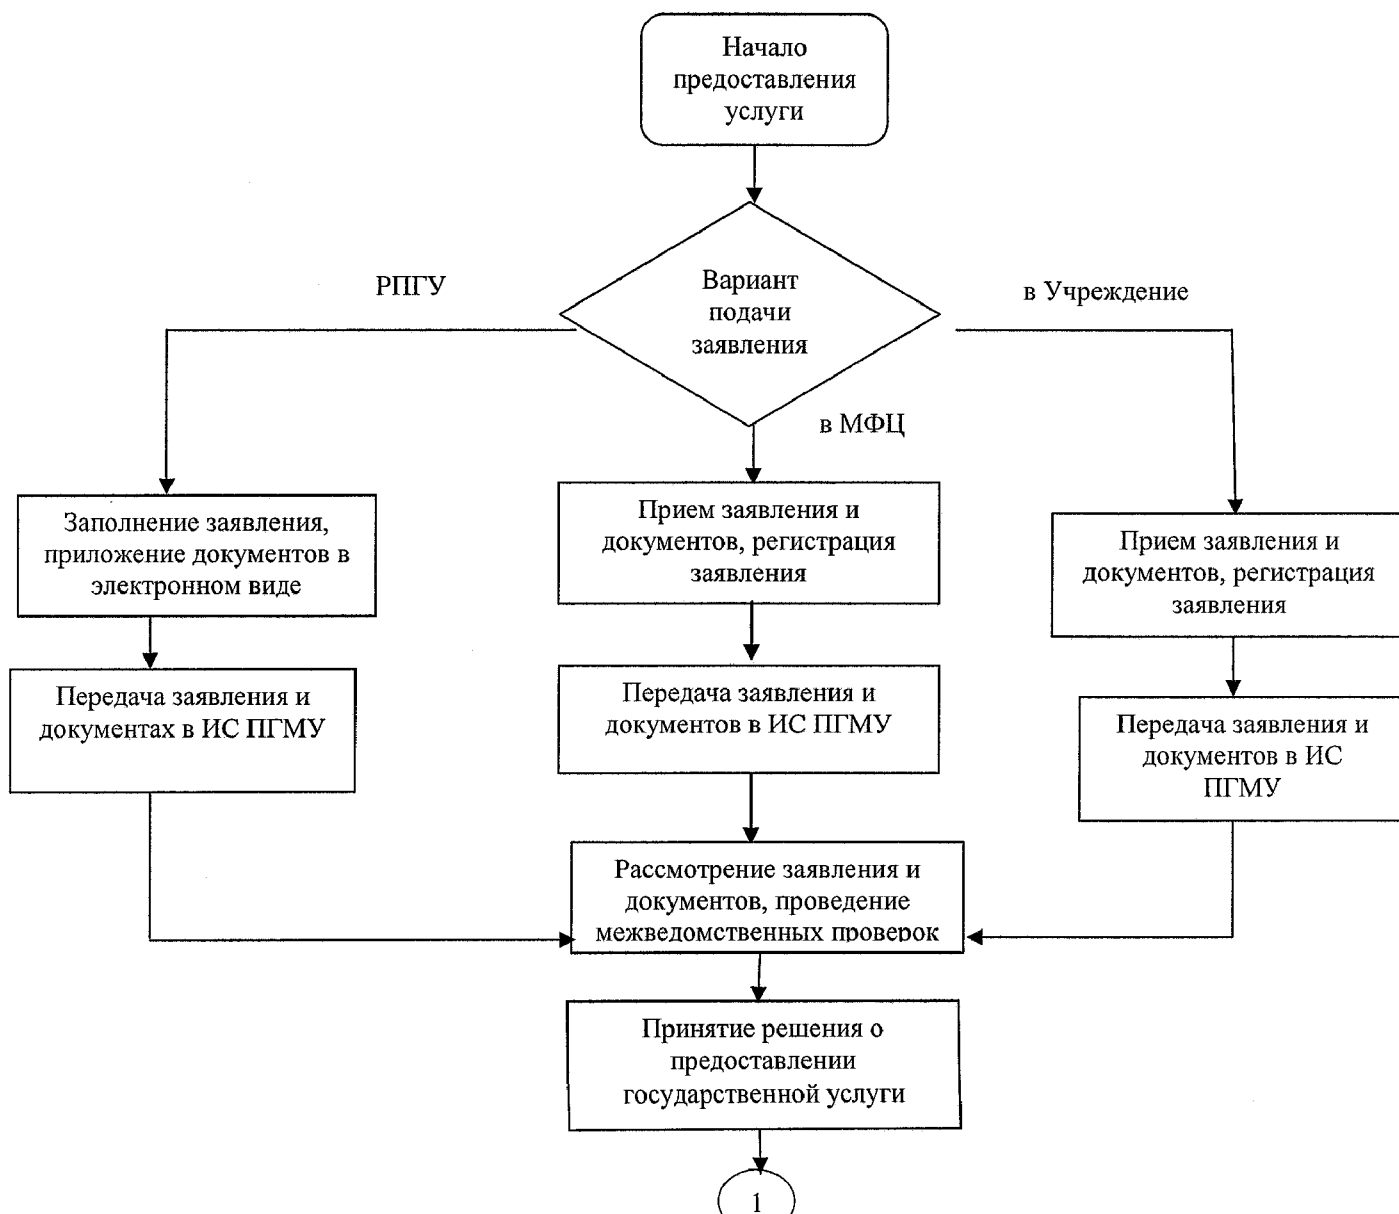 Начало
предоставления
услуги
РПГУ
Вариант
подачи
заявления
в Учреждение
в МФЦ
Заполнение заявления,
приложение документов в
электронном виде
Прием заявления и
документов, регистрация
заявления
Прием заявления и
документов, регистрация
заявления
Передача заявления и
документах в ИС ПГМУ
Передача заявления и
документов в ИС ПГМУ
Передача заявления и
документов в ИС
ПГМУ
Рассмотрение заявления и
документов, проведение
межведомственных проверок
Принятие решения о
предоставлении
государственной услуги
1